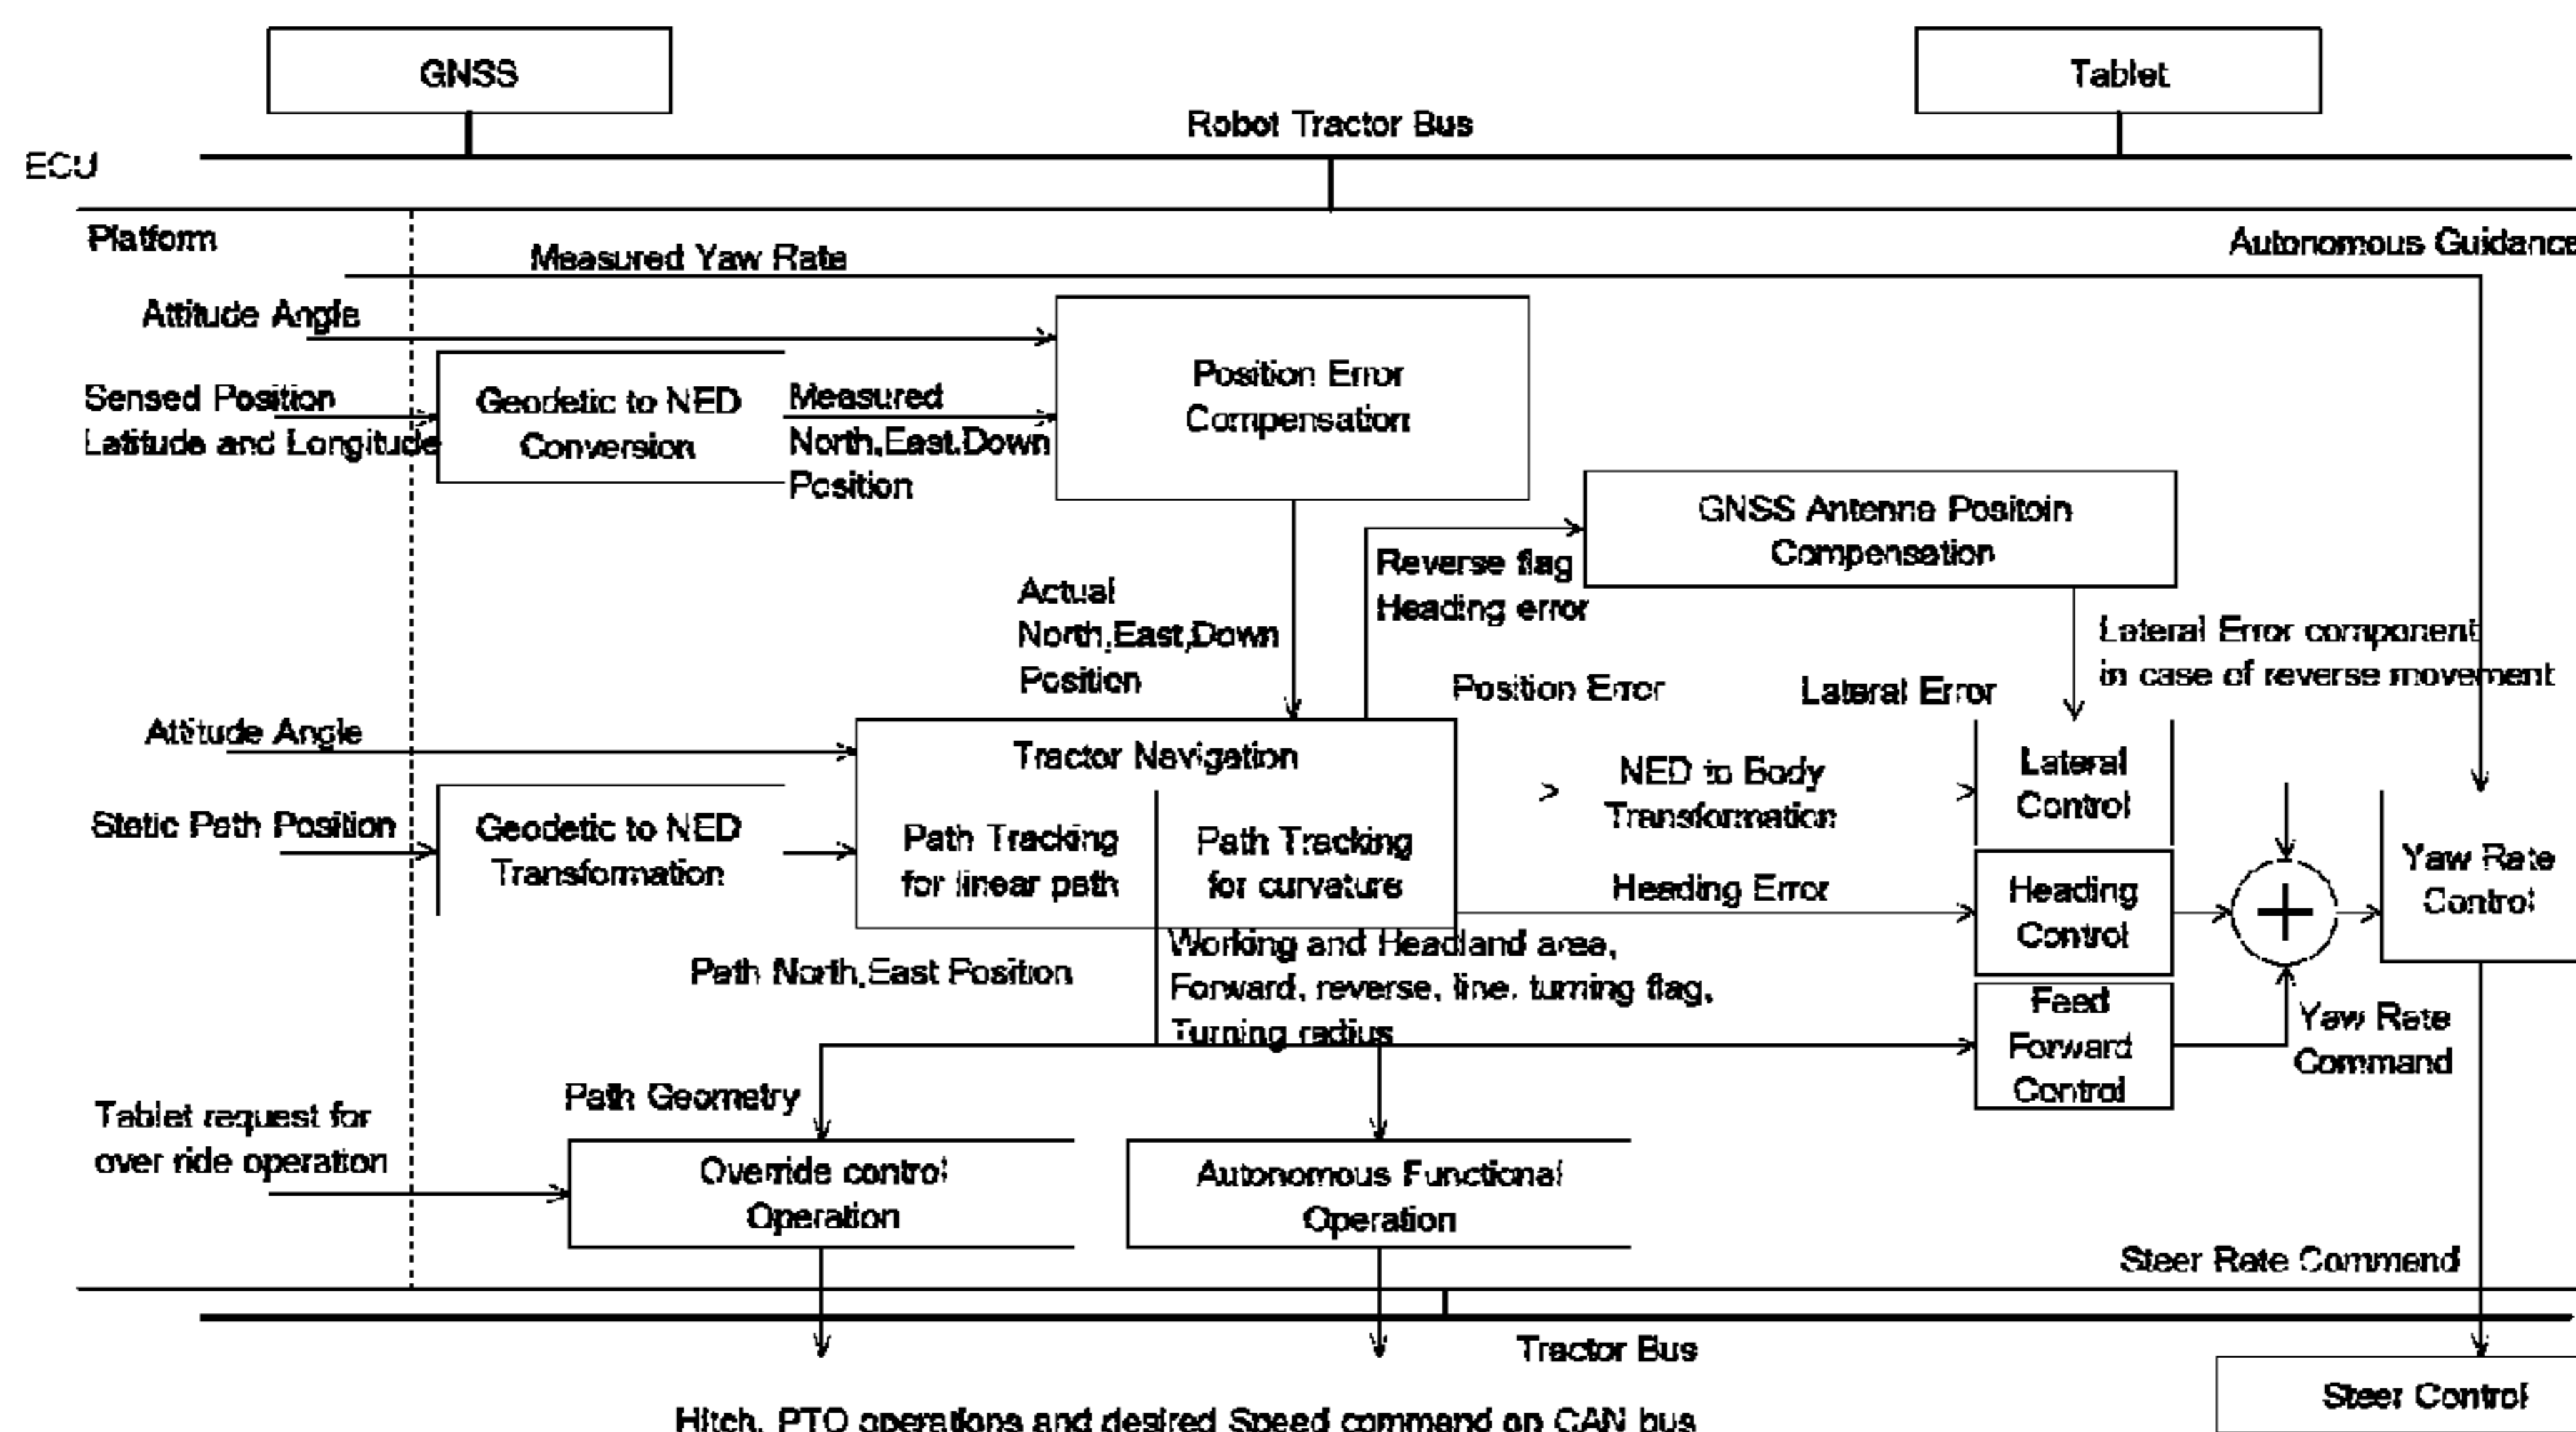 GNSS
Tablet
Robot Tractor Bus
ECU
Platform
Measured Yaw Rate
Autonomous Guidance
Attitude Angle
Sensed Position
Latitude and Longitude
Geodetic to NED
Conversion
Measured
North,East,Down
Position
Position Error
Compensation
GNSS Antenna Positoin
Compensation
Reverse flag
Heading error
Actual
North,East,Down
Position
Lateral Error component
in case of reverse movement
Position Error
Lateral Error
Attitude Angle
Static Path Position
Geodetic to NED
Transformation
Tractor Navigation
Path Tracking
for linear path
Path Tracking
for curvature
NED to Body
Transformation
Lateral
Control
Heading Error
Heading
Control
+
Yaw Rate
Control
Path North,East Position
Working and Headland area,
Forward, reverse, line, turning flag,
Turning radius
Feed
Forward
Control
Yaw Rate
Command
Path Geometry
Tablet request for
over ride operation
Override control
Operation
Autonomous Functional
Operation
Steer Rate Command
Tractor Bus
Steer Control
Hitch, PTO operations and desired Speed command on CAN bus